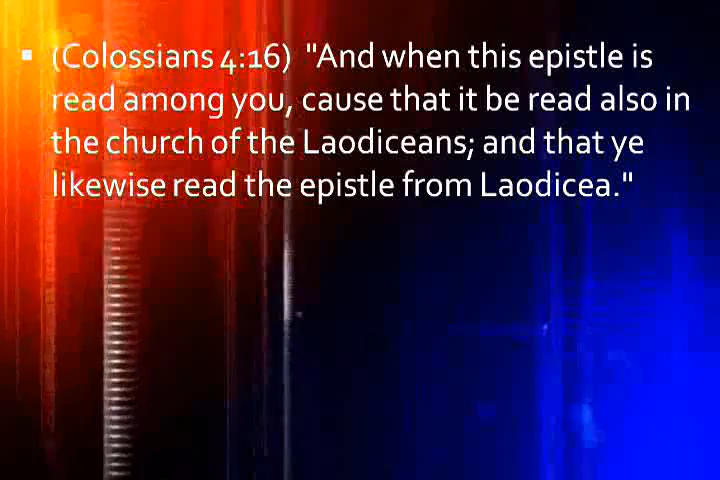 ▪ (Colossians 4:16) "And when this epistle is
read among you, cause that it be read also in
the church of the Laodiceans; and that ye
likewise read the epistle from Laodicea."